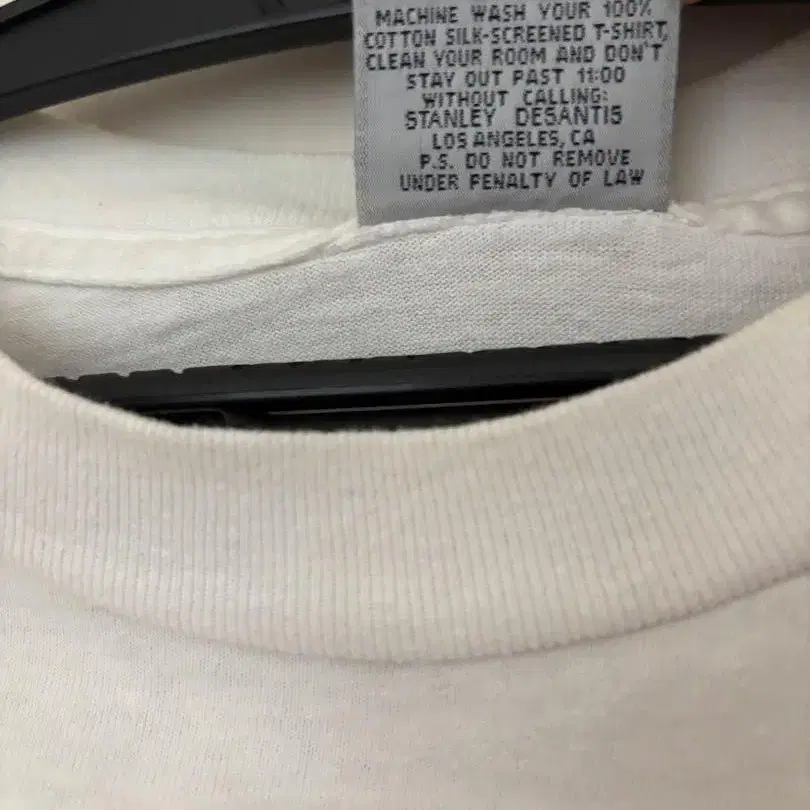 MACHINE WASH YOUR 100%
COTTON SILK-SCREENED T-SHIRT,
CLEAN YOUR ROOM AND DON'T
STAY OUT PAST 11:00
WITHOUT CALLING:
STANLEY DESANTIS
LOS ANGELES, CA
P.S. DO NOT REMOVE
UNDER PENALTY OF LAW